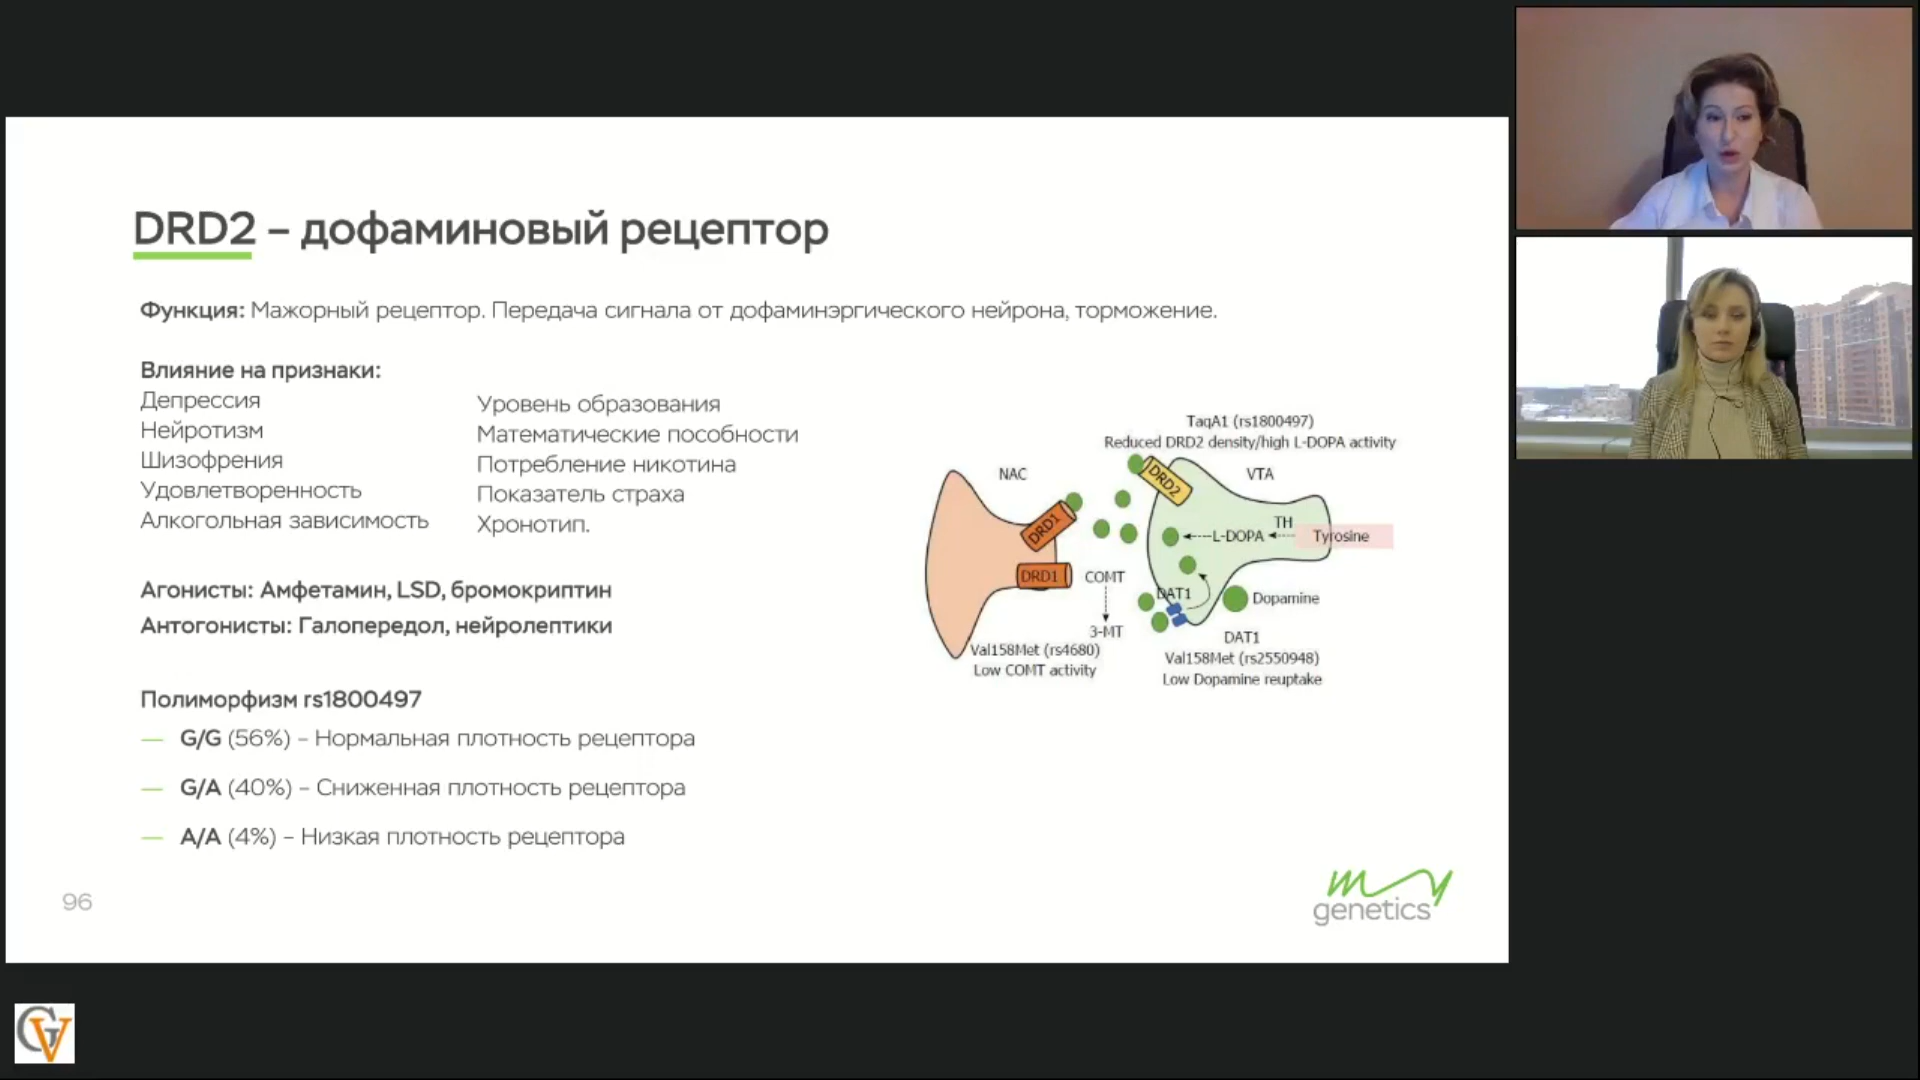 DRD2 – дофаминовый рецептор
Функция: Мажорный рецептор. Передача сигнала от дофаминэргического нейрона, торможение.
Влияние на признаки:
Депрессия
Нейротизм
Шизофрения
Удовлетворенность
Алкогольная зависимость
Уровень образования
Математические пособности
Потребление никотина
Показатель страха
Хронотип.
Агонисты: Амфетамин, LSD, бромокриптин
Антогонисты: Галопередол, нейролептики
Полиморфизм rs1800497
— G/G (56%) – Нормальная плотность рецептора
— G/A (40%) – Сниженная плотность рецептора
— A/A (4%) – Низкая плотность рецептора
TaqA1 (rs1800497)
Reduced DRD2 density/high L-DOPA activity
NAC
VTA
DRD2
DRD1
TH
L-DOPA
Tyrosine
DRD1
COMT
DAT1
Dopamine
3-MT
DAT1
Val158Met (rs4680)
Low COMT activity
Val158Met (rs2550948)
Low Dopamine reuptake
96
my
genetics
GV